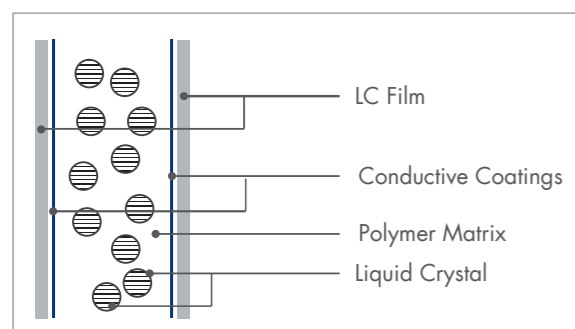 LC Film
Conductive Coatings
Polymer Matrix
Liquid Crystal